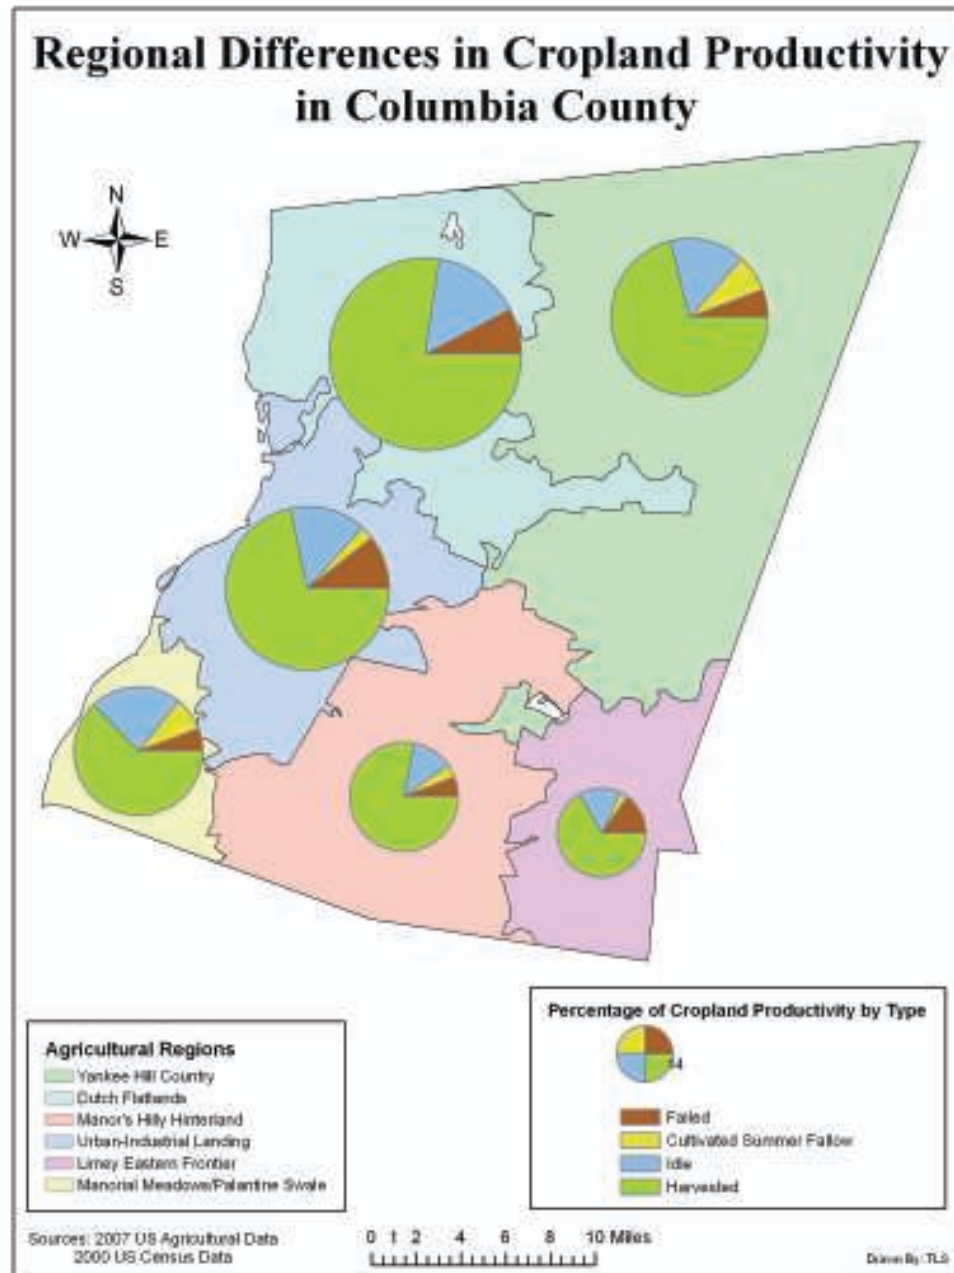 Regional Differences in Cropland Productivity
in Columbia County
N
W E
S
Agricultural Regions
Yankee Hill Country
Dutch Flatlands
Manor's Hilly Hinterland
Urban-Industrial Landing
Limey Eastern Frontier
Manorial Meadows/Palantine Swale
Percentage of Cropland Productivity by Type
Failed
Cultivated Summer Fallow
Idle
Harvested
Sources: 2007 US Agricultural Data
2000 US Census Data
0 1 2 4 6 8 10 Miles
Drawn By: TLS